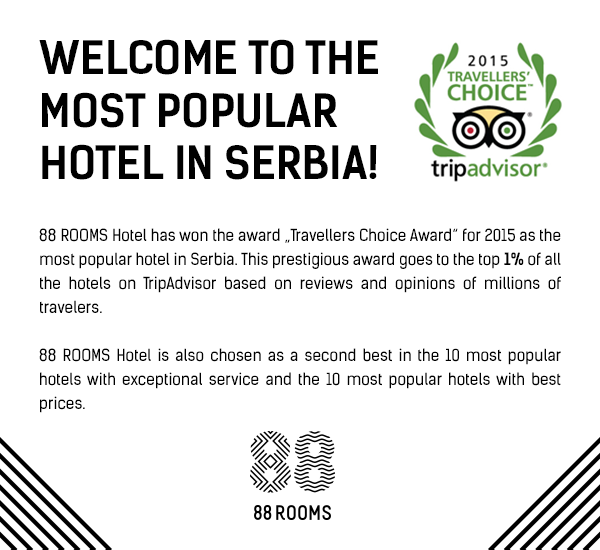 WELCOME TO THE
MOST POPULAR
HOTEL IN SERBIA!
2015
TRAVELLERS'
CHOICE™
tripadvisor®
88 ROOMS Hotel has won the award „Travellers Choice Award" for 2015 as the
most popular hotel in Serbia. This prestigious award goes to the top 1% of all
the hotels on TripAdvisor based on reviews and opinions of millions of
travelers.
88 ROOMS Hotel is also chosen as a second best in the 10 most popular
hotels with exceptional service and the 10 most popular hotels with best
prices.
88
88 ROOMS